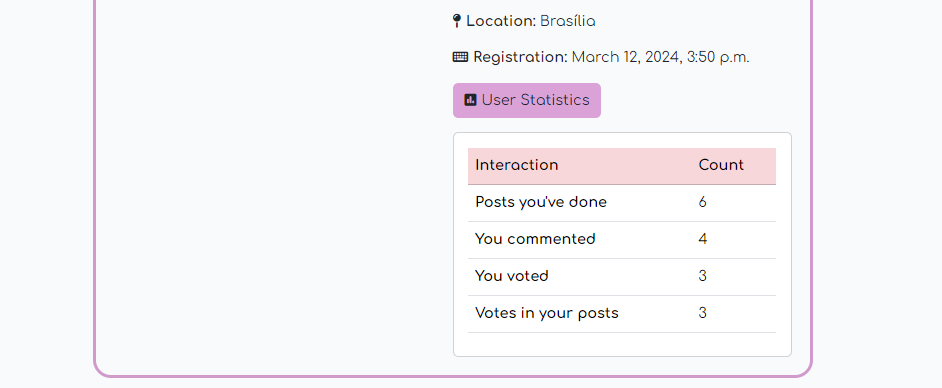 Location: Brasília
Registration: March 12, 2024, 3:50 p.m.
User Statistics
Interaction Count
Posts you've done 6
You commented 4
You voted 3
Votes in your posts 3